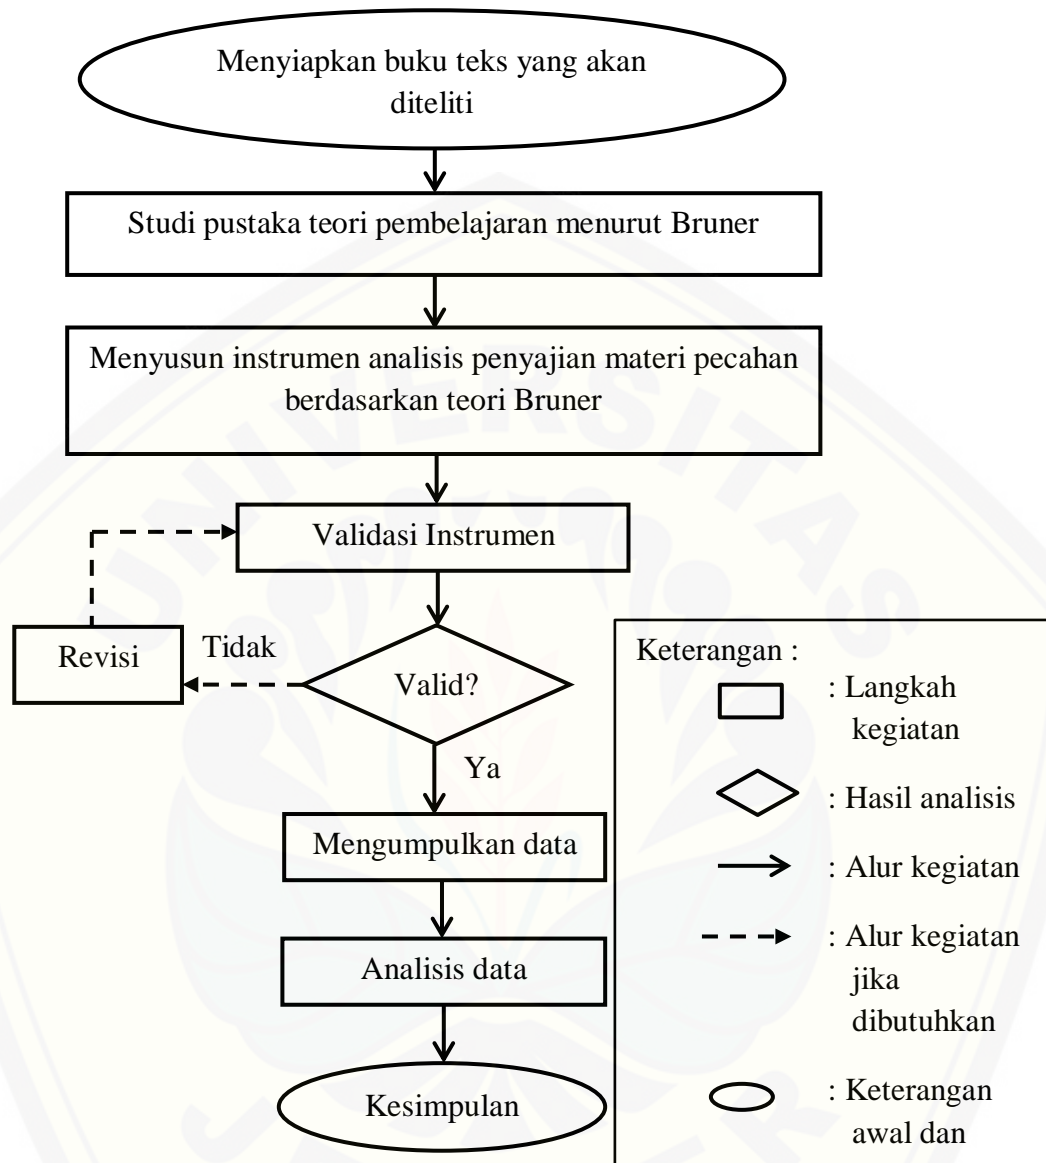 Menyiapkan buku teks yang akan
diteliti
Studi pustaka teori pembelajaran menurut Bruner
Menyusun instrumen analisis penyajian materi pecahan
berdasarkan teori Bruner
Validasi Instrumen
Revisi
Tidak
Valid?
Ya
Mengumpulkan data
Analisis data
Kesimpulan
Keterangan :
: Langkah
kegiatan
: Hasil analisis
: Alur kegiatan
: Alur kegiatan
jika
dibutuhkan
: Keterangan
awal dan
UNIVERSITAS
JEMBER